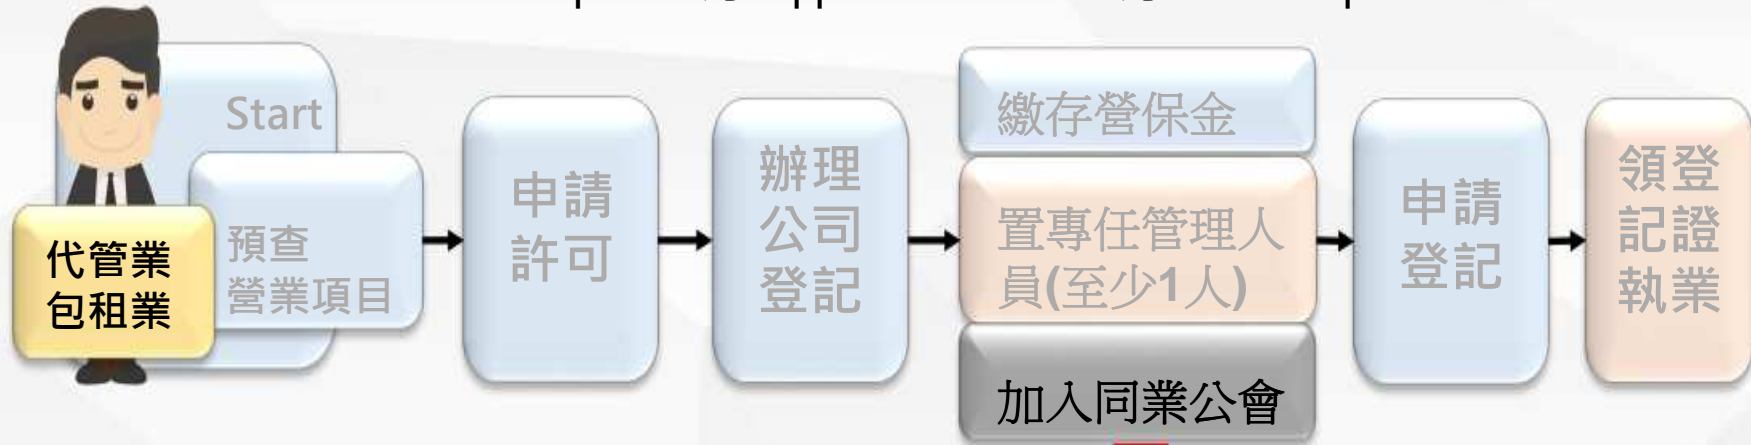 Start
代管業
包租業
預查
營業項目
申請
許可
辦理
公司
登記
繳存營保金
置專任管理人
員(至少1人)
加入同業公會
申請
登記
領登
記證
執業